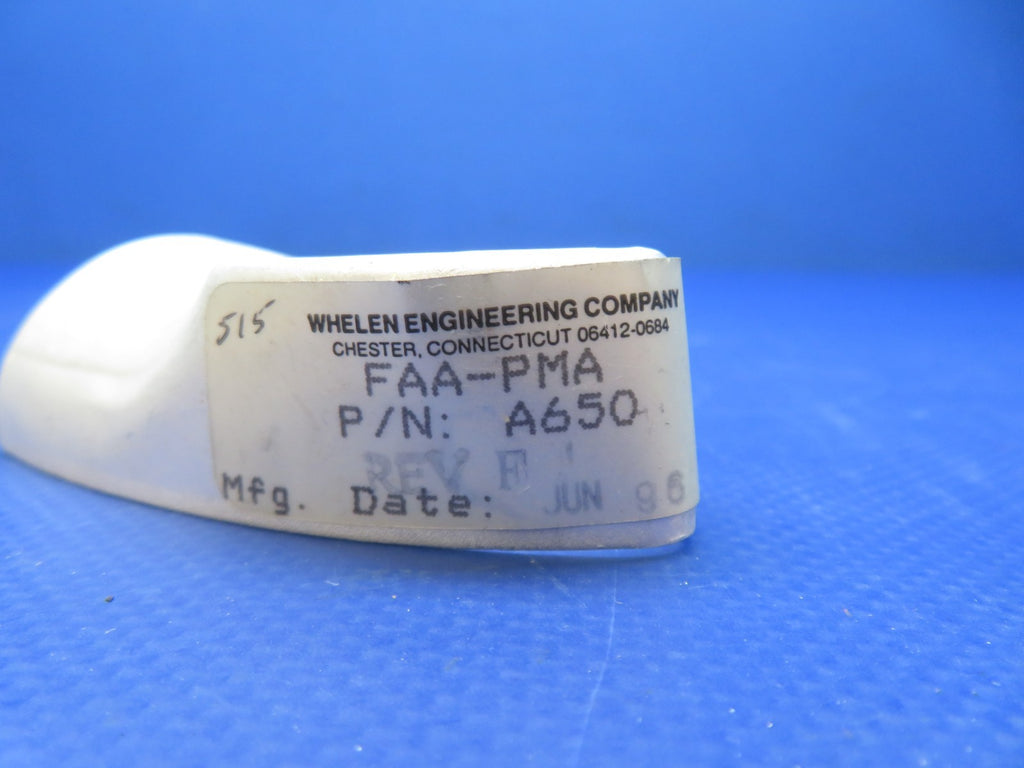 515
WHELEN ENGINEERING COMPANY
CHESTER, CONNECTICUT 06412-0684
FAA-PMA
P/N: A650
REV F
Mfg. Date: JUN 96